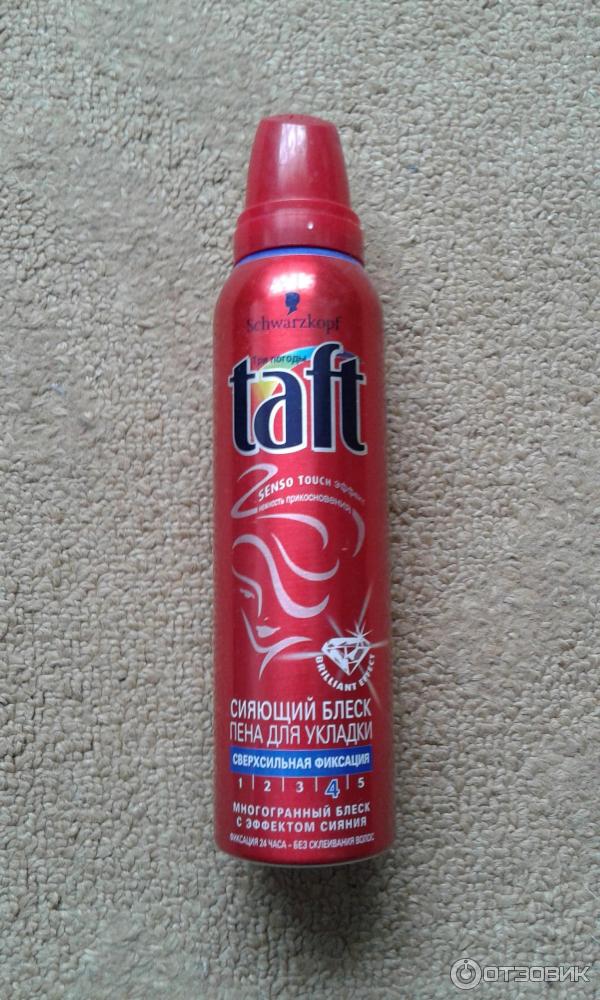 Schwarzkopf
Три погоды
taft
SENSO TOUCH эффект
нежность прикосновения
BRILLIANT EFFECT
СИЯЮЩИЙ БЛЕСК
ПЕНА ДЛЯ УКЛАДКИ
СВЕРХСИЛЬНАЯ ФИКСАЦИЯ
1 | 2 | 3 | 4 | 5
МНОГОГРАННЫЙ БЛЕСК
С ЭФФЕКТОМ СИЯНИЯ
ФИКСАЦИЯ 24 ЧАСА - БЕЗ СКЛЕИВАНИЯ ВОЛОС
ОТЗОВИК